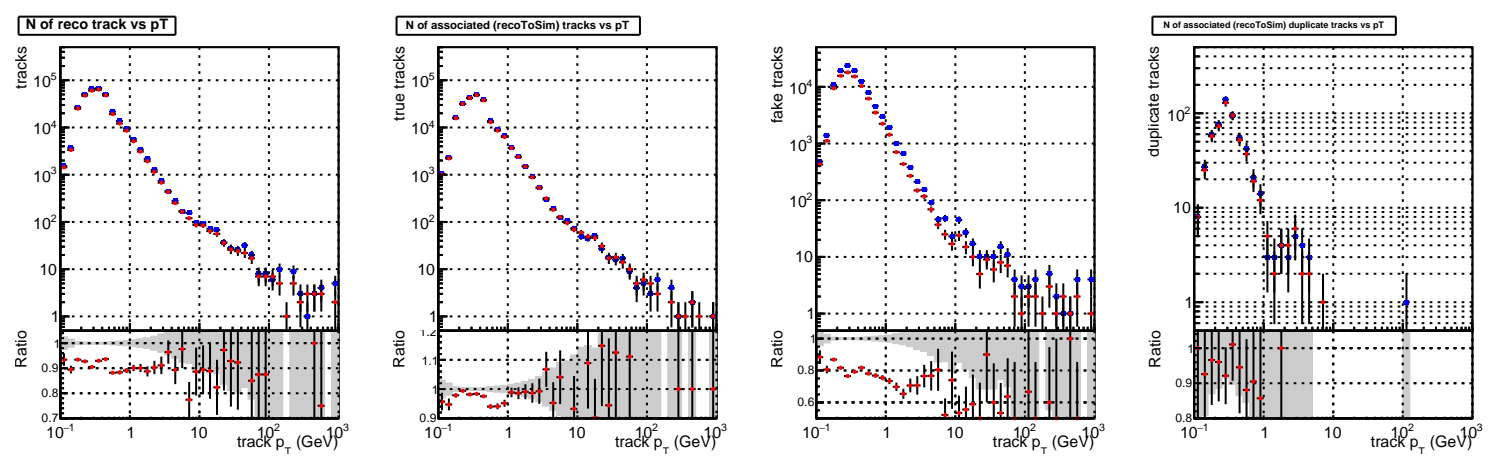 N of reco track vs pT
tracks
10^5
10^4
10^3
10^2
10
1
Ratio
1
0.9
0.8
0.7
10^-1 1 10 10^2 10^3
track p_T (GeV)
N of associated (recoToSim) tracks vs pT
true tracks
10^5
10^4
10^3
10^2
10
1
Ratio
1.2
1.1
1.0
0.9
10^-1 1 10 10^2 10^3
track p_T (GeV)
fake tracks
10^4
10^3
10^2
10
1
Ratio
1
0.8
0.6
10^-1 1 10 10^2 10^3
track p_T (GeV)
N of associated (recoToSim) duplicate tracks vs pT
duplicate tracks
10^2
10
1
Ratio
1.0
0.9
0.8
10^-1 1 10 10^2 10^3
track p_T (GeV)